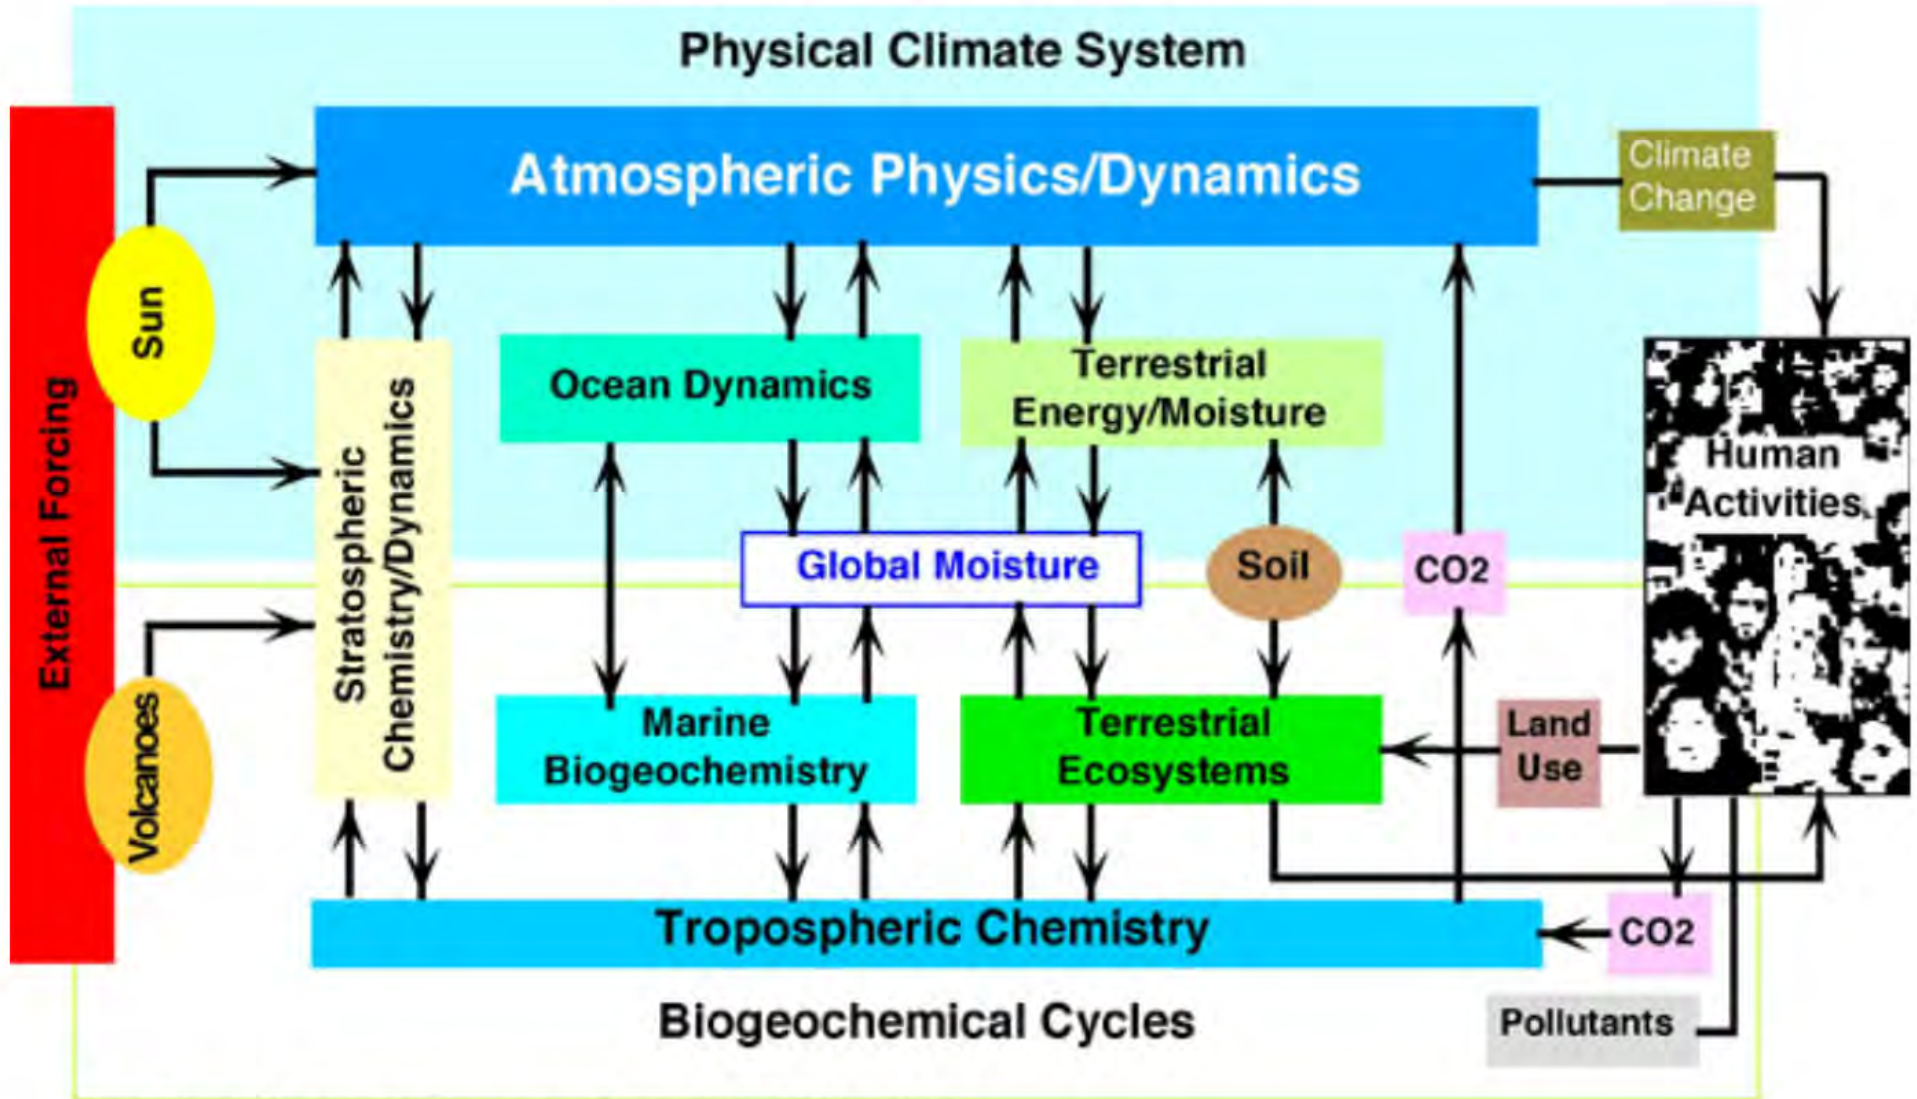 Physical Climate System
Atmospheric Physics/Dynamics
Climate
Change
External Forcing
Sun
Volcanoes
Stratospheric
Chemistry/Dynamics
Ocean Dynamics
Terrestrial
Energy/Moisture
Human
Activities
Global Moisture
Soil
CO2
Marine
Biogeochemistry
Terrestrial
Ecosystems
Land
Use
Tropospheric Chemistry
CO2
Biogeochemical Cycles
Pollutants